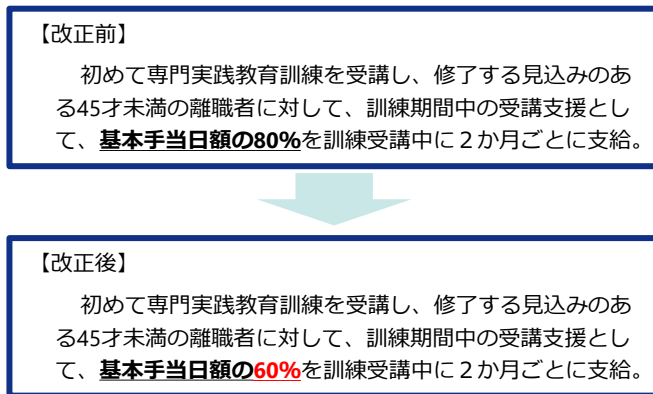 【改正前】
初めて専門実践教育訓練を受講し、修了する見込みのあ
る45才未満の離職者に対して、訓練期間中の受講支援とし
て、基本手当日額の80%を訓練受講中に２か月ごとに支給。
【改正後】
初めて専門実践教育訓練を受講し、修了する見込みのあ
る45才未満の離職者に対して、訓練期間中の受講支援とし
て、基本手当日額の60%を訓練受講中に２か月ごとに支給。